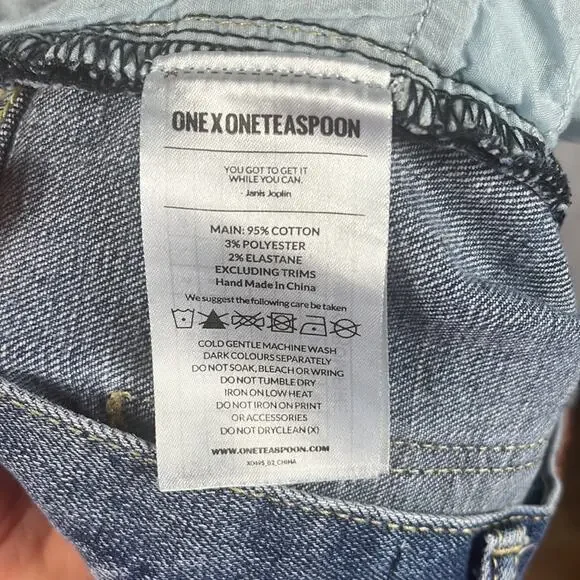 ONEXONETEASPOON
YOU GOT TO GET IT
WHILE YOU CAN.
- Janis Joplin
MAIN: 95% COTTON
3% POLYESTER
2% ELASTANE
EXCLUDING TRIMS
Hand Made In China
We suggest the following care be taken
COLD GENTLE MACHINE WASH
DARK COLOURS SEPARATELY
DO NOT SOAK, BLEACH OR WRING
DO NOT TUMBLE DRY
IRON ON LOW HEAT
DO NOT IRON ON PRINT
OR ACCESSORIES
DO NOT DRYCLEAN (X)
WWW.ONETEASPOON.COM